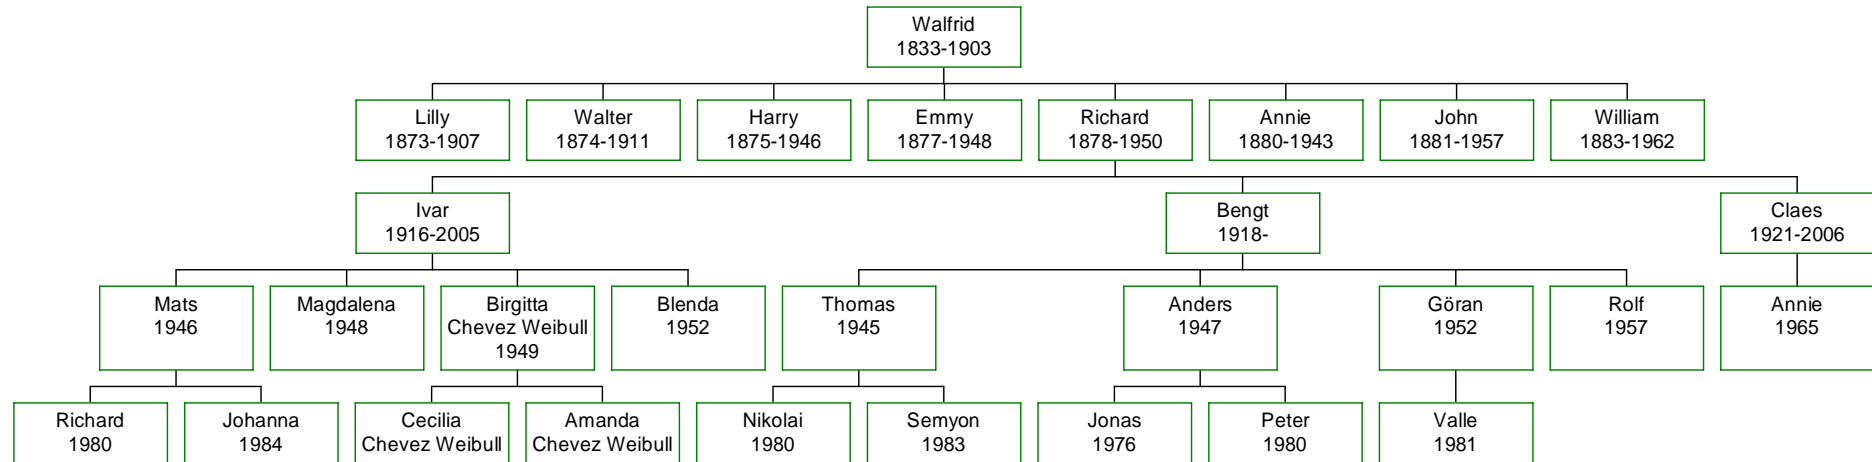 Walfrid
1833-1903
Lilly
1873-1907
Walter
1874-1911
Harry
1875-1946
Emmy
1877-1948
Richard
1878-1950
Annie
1880-1943
John
1881-1957
William
1883-1962
Ivar
1916-2005
Bengt
1918-
Claes
1921-2006
Mats
1946
Magdalena
1948
Birgitta
Chevez Weibull
1949
Blenda
1952
Thomas
1945
Anders
1947
Göran
1952
Rolf
1957
Annie
1965
Richard
1980
Johanna
1984
Cecilia
Chevez Weibull
Amanda
Chevez Weibull
Nikolai
1980
Semyon
1983
Jonas
1976
Peter
1980
Valle
1981